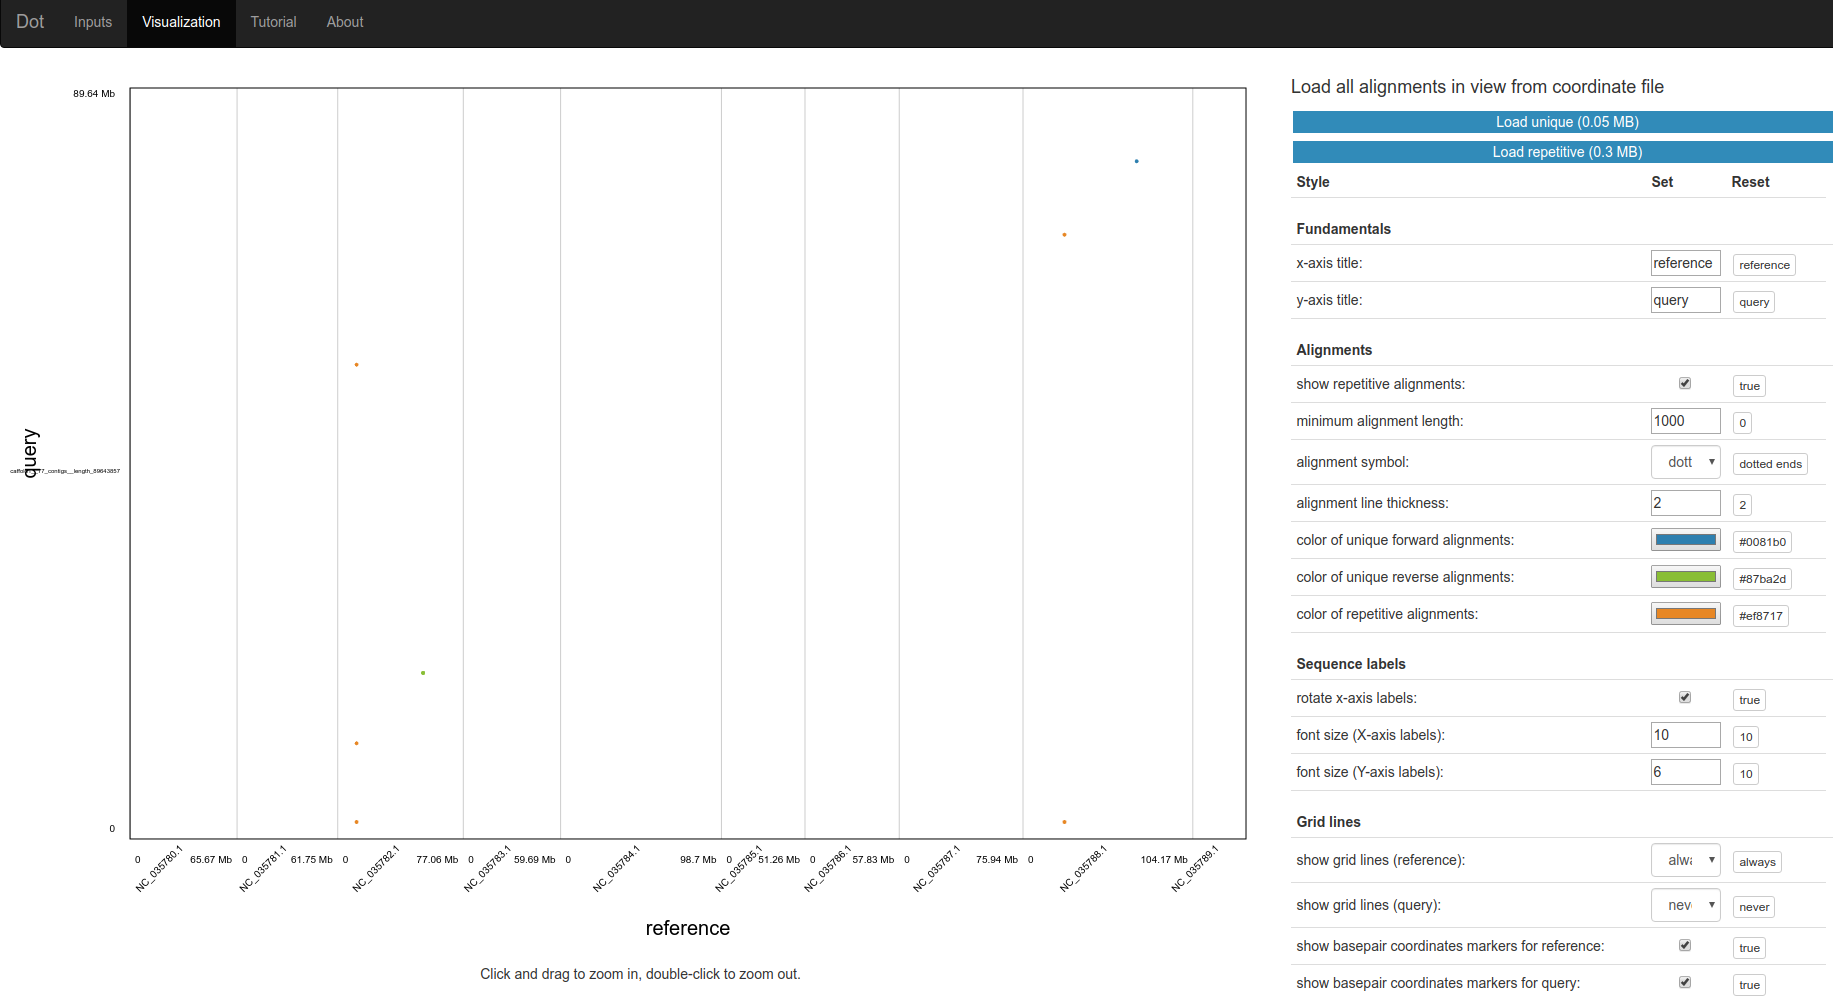 Dot Inputs Visualization Tutorial About
89.64 Mb
query
0
0 NC_035780.1 65.67 Mb 0 NC_035781.1 61.75 Mb 0 NC_035782.1 77.06 Mb 0 NC_035783.1 59.69 Mb 0 NC_035784.1 98.7 Mb 0 NC_035785.1 51.26 Mb 0 NC_035786.1 57.83 Mb 0 NC_035787.1 75.94 Mb 0 NC_035788.1 104.17 Mb NC_035789.1
reference
Click and drag to zoom in, double-click to zoom out.
Load all alignments in view from coordinate file
Load unique (0.05 MB)
Load repetitive (0.3 MB)
Style Set Reset
Fundamentals
x-axis title: reference reference
y-axis title: query query
Alignments
show repetitive alignments: true
minimum alignment length: 1000 0
alignment symbol: dott dotted ends
alignment line thickness: 2 2
color of unique forward alignments: #0081b0
color of unique reverse alignments: #87ba2d
color of repetitive alignments: #ef8717
Sequence labels
rotate x-axis labels: true
font size (X-axis labels): 10 10
font size (Y-axis labels): 6 10
Grid lines
show grid lines (reference): alwa always
show grid lines (query): nev never
show basepair coordinates markers for reference: true
show basepair coordinates markers for query: true